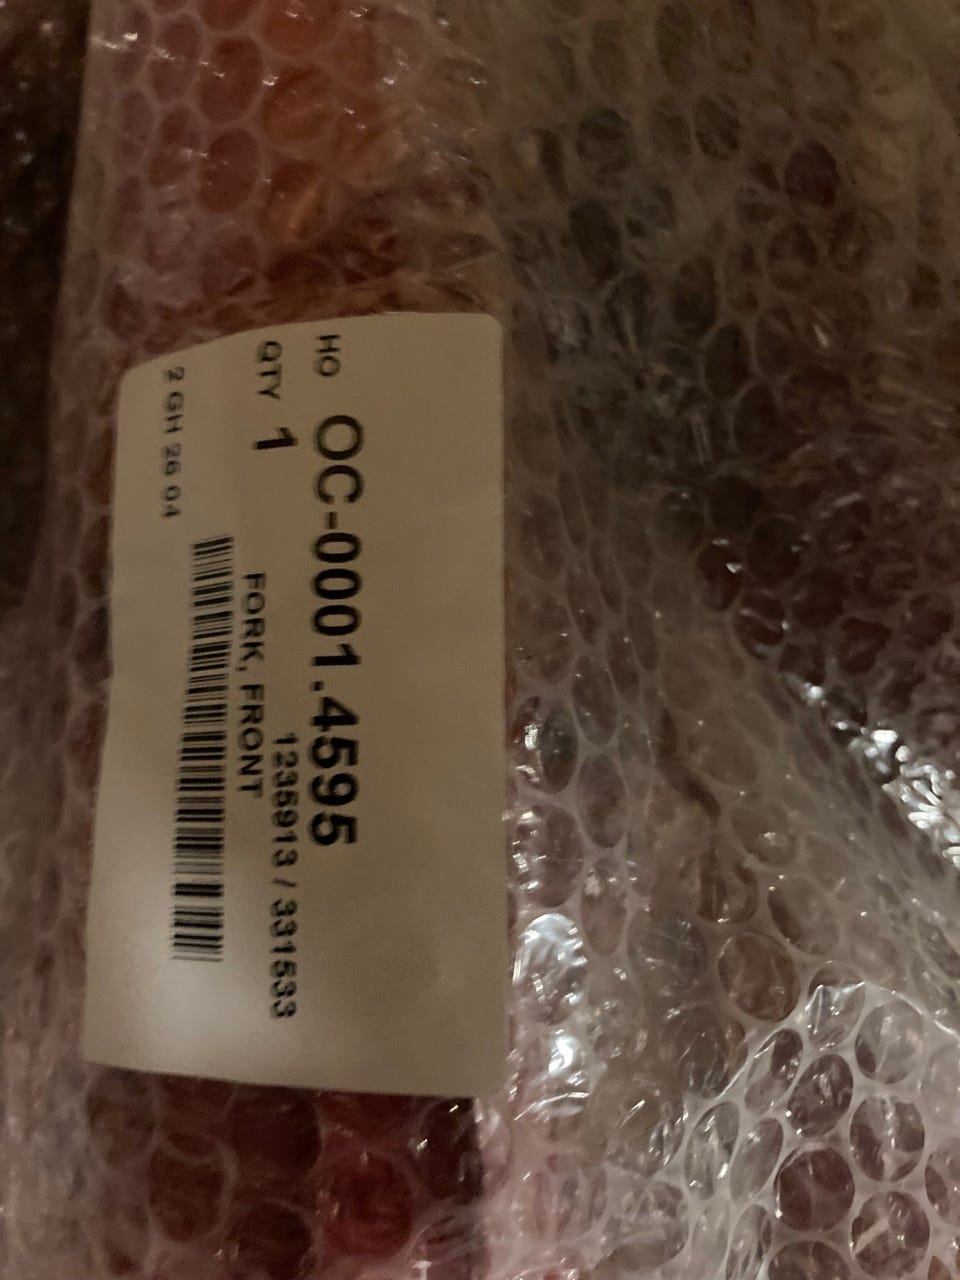 HO OC-0001.4595
1235913 / 331533
QTY 1
FORK, FRONT
2 GH 26 04